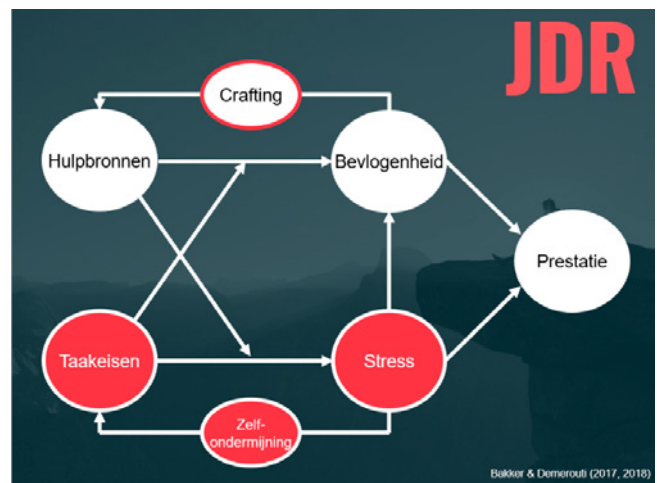 JDR
Crafting
Hulpbronnen
Bevlogenheid
Prestatie
Taakeisen
Stress
Zelf-
ondermijning
Bakker & Demerouti (2017, 2018)